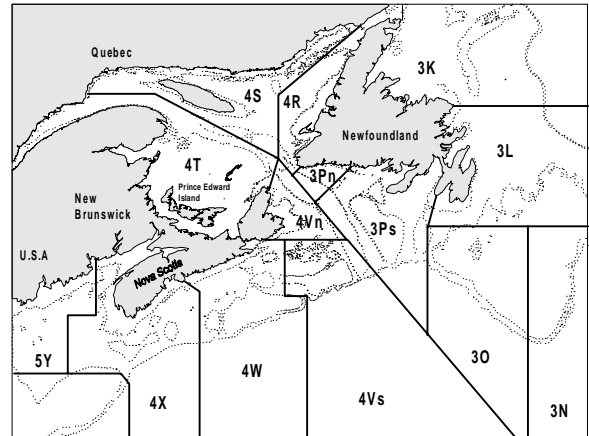 Quebec
3K
4S
4R
Newfoundland
3L
4T
3Pn
Prince Edward
Island
New
Brunswick
4Vn
3Ps
U.S.A
Nova Scotia
5Y
3O
4W
4X
4Vs
3N